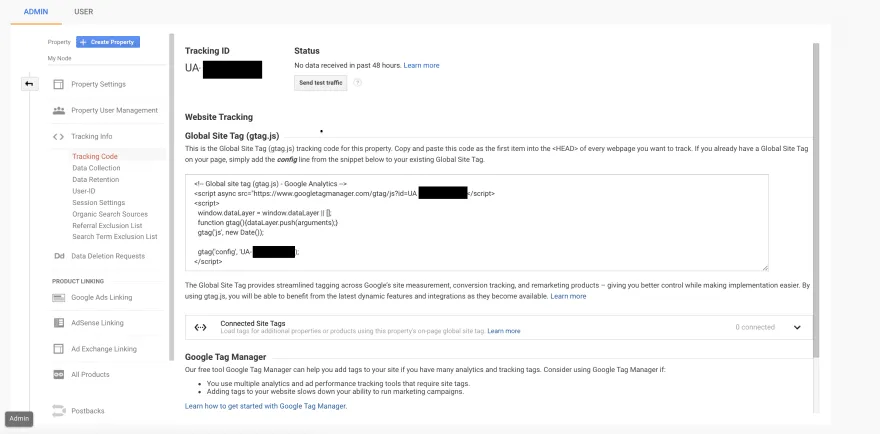 ADMIN USER
Property + Create Property
My Node
Property Settings
Property User Management
Tracking Info
Tracking Code
Data Collection
Data Retention
User-ID
Session Settings
Organic Search Sources
Referral Exclusion List
Search Term Exclusion List
Dd Data Deletion Requests
PRODUCT LINKING
Google Ads Linking
AdSense Linking
Ad Exchange Linking
All Products
Postbacks
Admin
Tracking ID
UA-
Status
No data received in past 48 hours. Learn more
Send test traffic ?
Website Tracking
Global Site Tag (gtag.js)
This is the Global Site Tag (gtag.js) tracking code for this property. Copy and paste this code as the first item into the <HEAD> of every webpage you want to track. If you already have a Global Site Tag
on your page, simply add the config line from the snippet below to your existing Global Site Tag.
<!-- Global site tag (gtag.js) - Google Analytics -->
<script async src="https://www.googletagmanager.com/gtag/js?id=UA- </script>
<script>
window.dataLayer = window.dataLayer || [];
function gtag(){dataLayer.push(arguments);}
gtag('js', new Date());
gtag('config', 'UA- );
</script>
The Global Site Tag provides streamlined tagging across Google's site measurement, conversion tracking, and remarketing products – giving you better control while making implementation easier. By
using gtag.js, you will be able to benefit from the latest dynamic features and integrations as they become available. Learn more
Connected Site Tags
Load tags for additional properties or products using this property's on-page global site tag. Learn more
0 connected
Google Tag Manager
Our free tool Google Tag Manager can help you add tags to your site if you have many analytics and tracking tags. Consider using Google Tag Manager if:
• You use multiple analytics and ad performance tracking tools that require site tags.
• Adding tags to your website slows down your ability to run marketing campaigns.
Learn how to get started with Google Tag Manager.